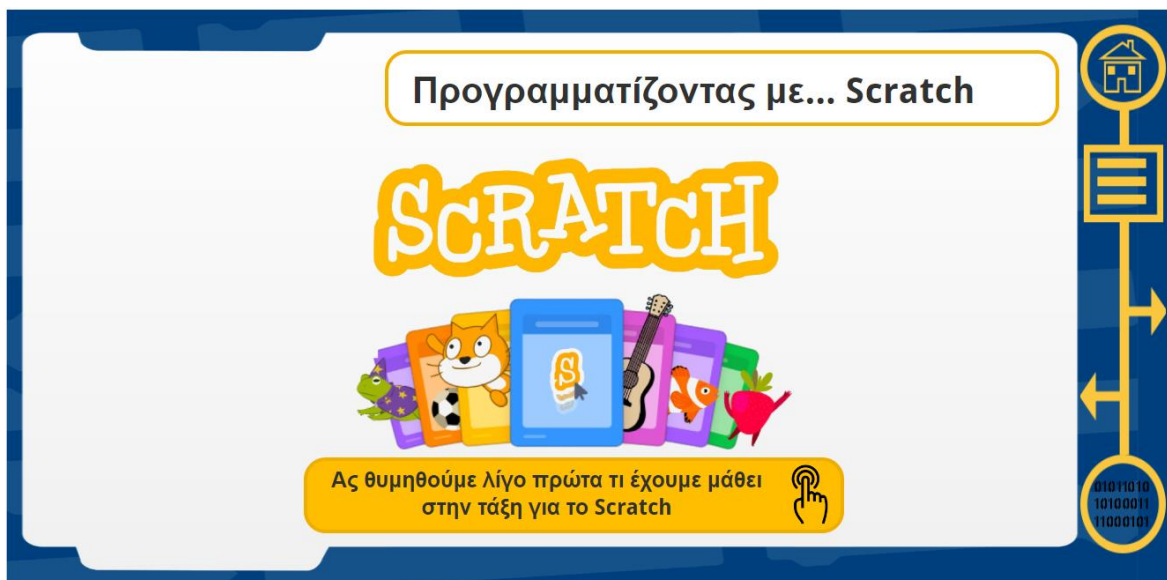 Προγραμματίζοντας με... Scratch
SCRATCH
S
Ας θυμηθούμε λίγο πρώτα τι έχουμε μάθει
στην τάξη για το Scratch
01011010
10100011
11000101